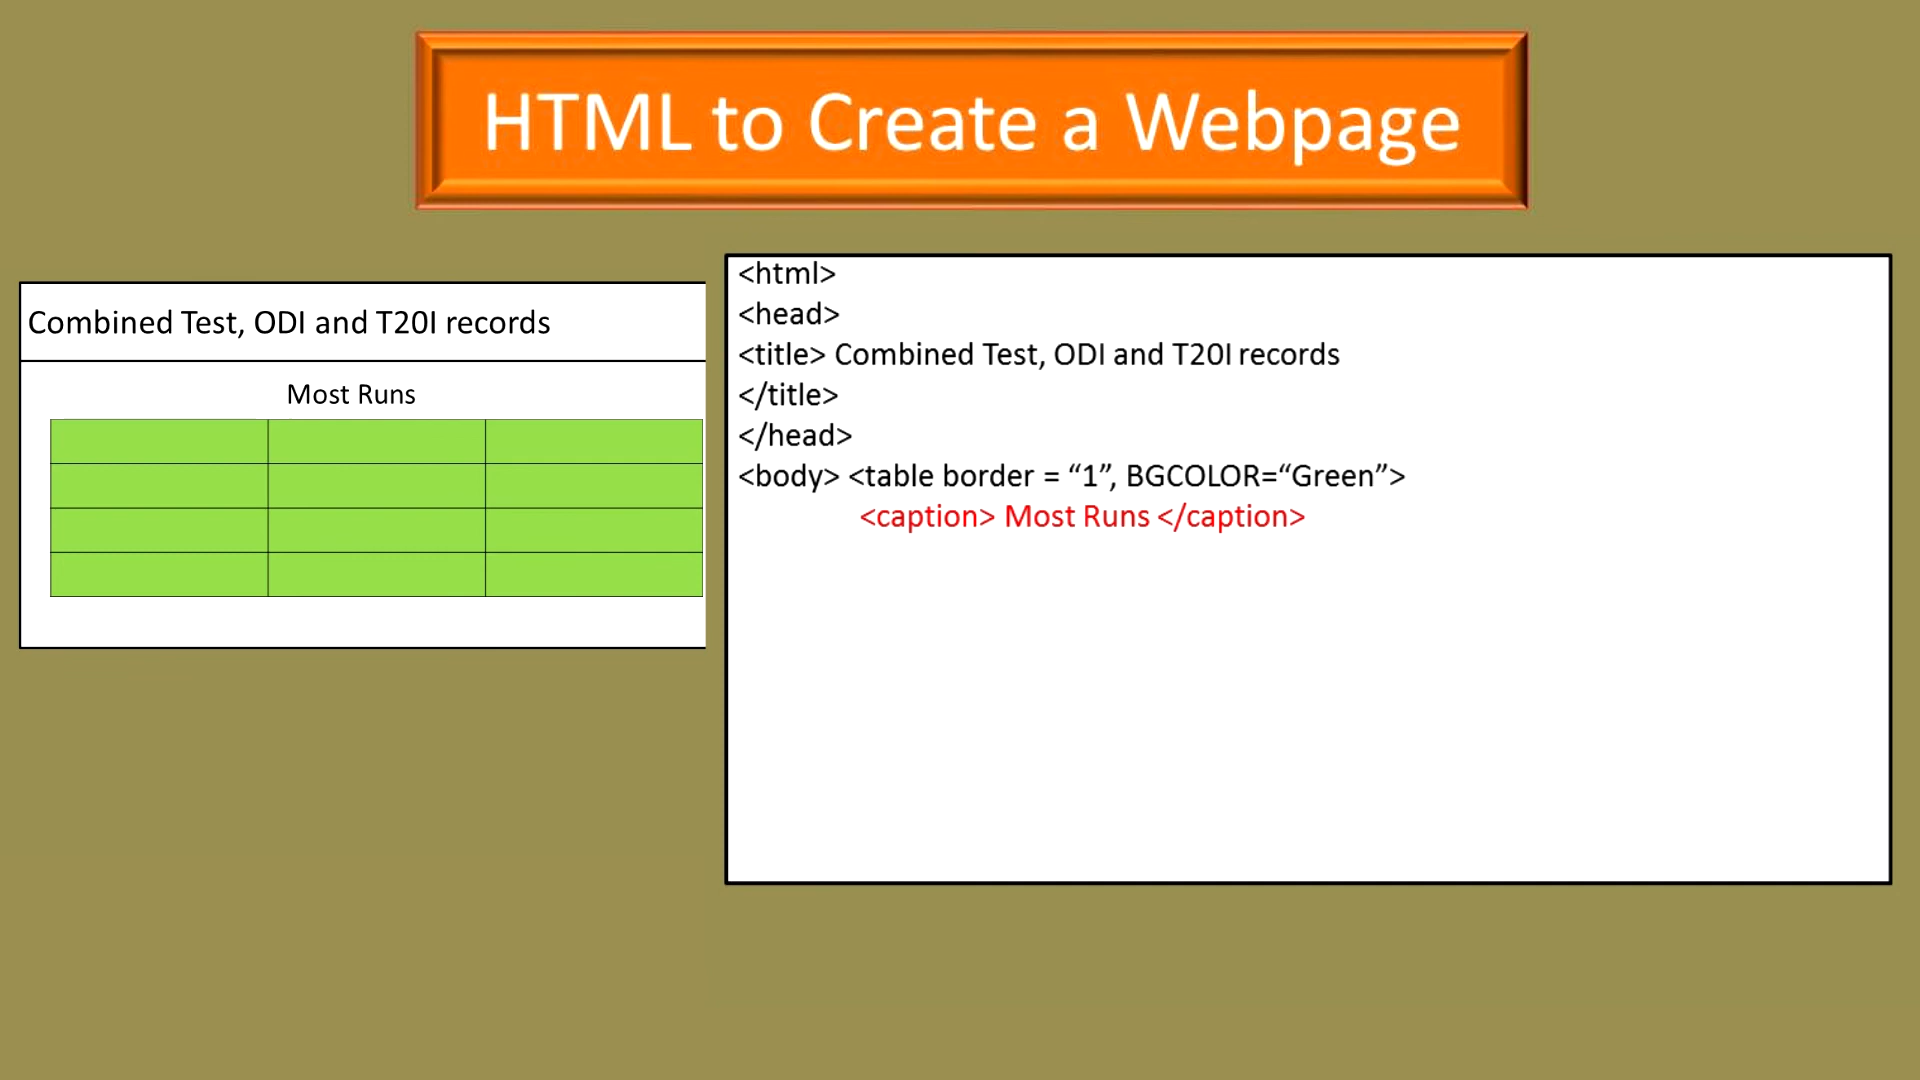 HTML to Create a Webpage
Combined Test, ODI and T20I records
Most Runs
<html>
<head>
<title> Combined Test, ODI and T20I records
</title>
</head>
<body> <table border = “1”, BGCOLOR=“Green”>
<caption> Most Runs </caption>